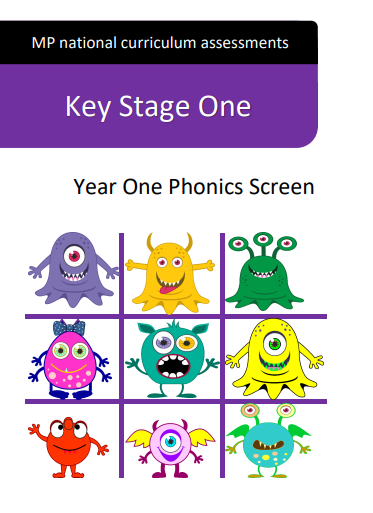 MP national curriculum assessments
Key Stage One
Year One Phonics Screen